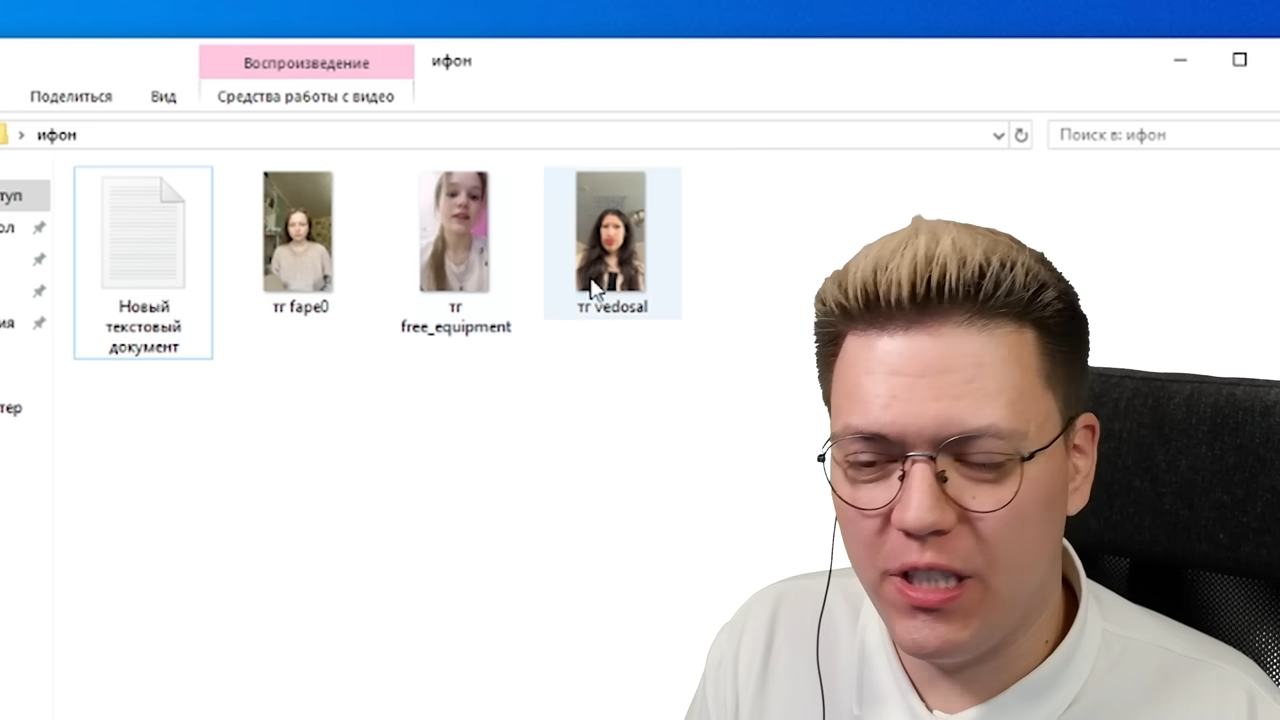 Воспроизведение
ифон
Поделиться
Вид
Средства работы с видео
ифон
Поиск в: ифон
туп
ол
ия
тер
Новый
текстовый
документ
тг fape0
тг
free_equipment
тг vedosal